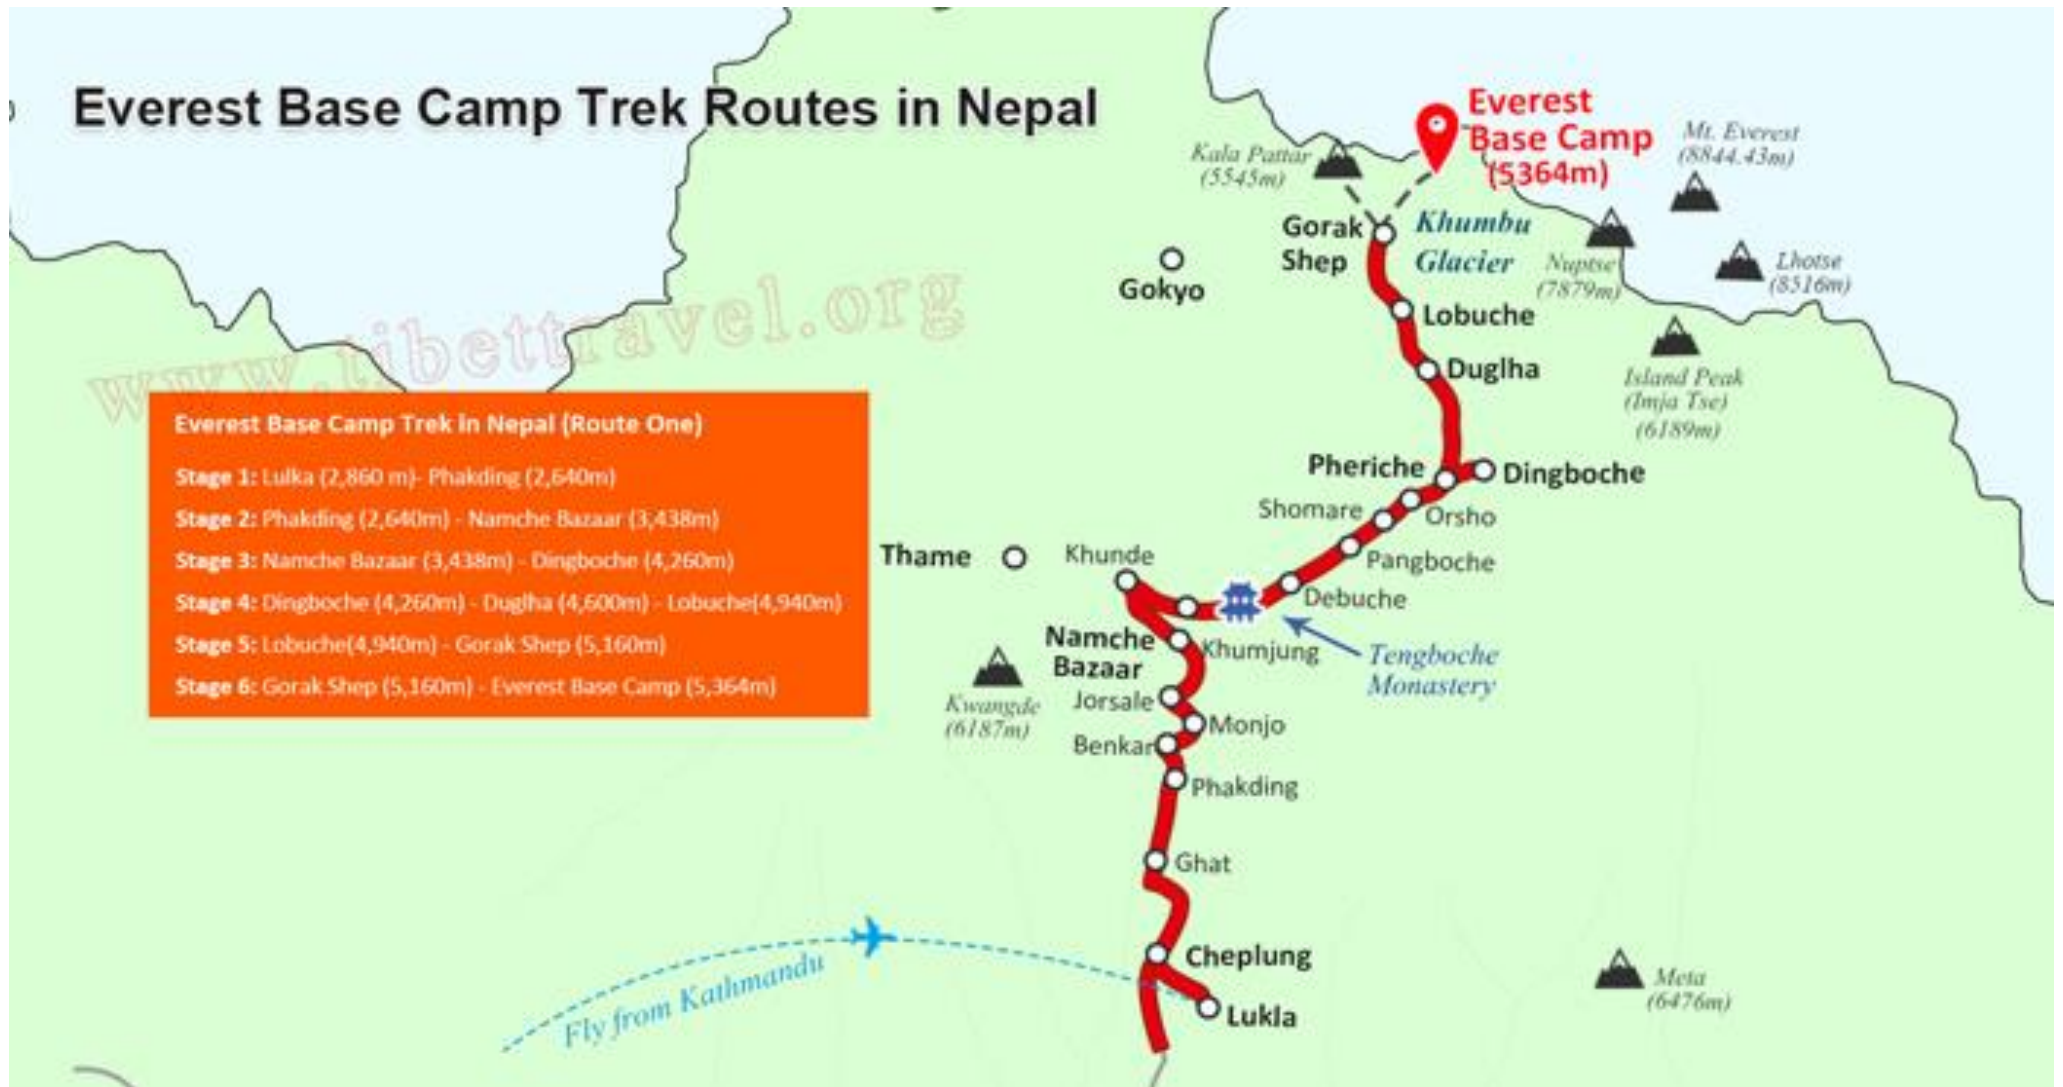 Everest Base Camp Trek Routes in Nepal
www.tibettravel.org
Everest Base Camp Trek in Nepal (Route One)
Stage 1: Lulka (2,860 m)- Phakding (2,640m)
Stage 2: Phakding (2,640m) - Namche Bazaar (3,438m)
Stage 3: Namche Bazaar (3,438m) - Dingboche (4,260m)
Stage 4: Dingboche (4,260m) - Duglha (4,600m) - Lobuche(4,940m)
Stage 5: Lobuche(4,940m) - Gorak Shep (5,160m)
Stage 6: Gorak Shep (5,160m) - Everest Base Camp (5,364m)
Everest
Base Camp
(5364m)
Mt. Everest
(8844.43m)
Kala Pattar
(5545m)
Gorak
Shep
Khumbu
Glacier
Nuptse
(7879m)
Lhotse
(8516m)
Gokyo
Lobuche
Duglha
Island Peak
(Imja Tse)
(6189m)
Pheriche
Dingboche
Shomare
Orsho
Pangboche
Thame
Khunde
Debuche
Namche
Bazaar
Khumjung
Tengboche
Monastery
Kwangde
(6187m)
Jorsale
Monjo
Benkar
Phakding
Ghat
Cheplung
Lukla
Fly from Kathmandu
Meta
(6476m)